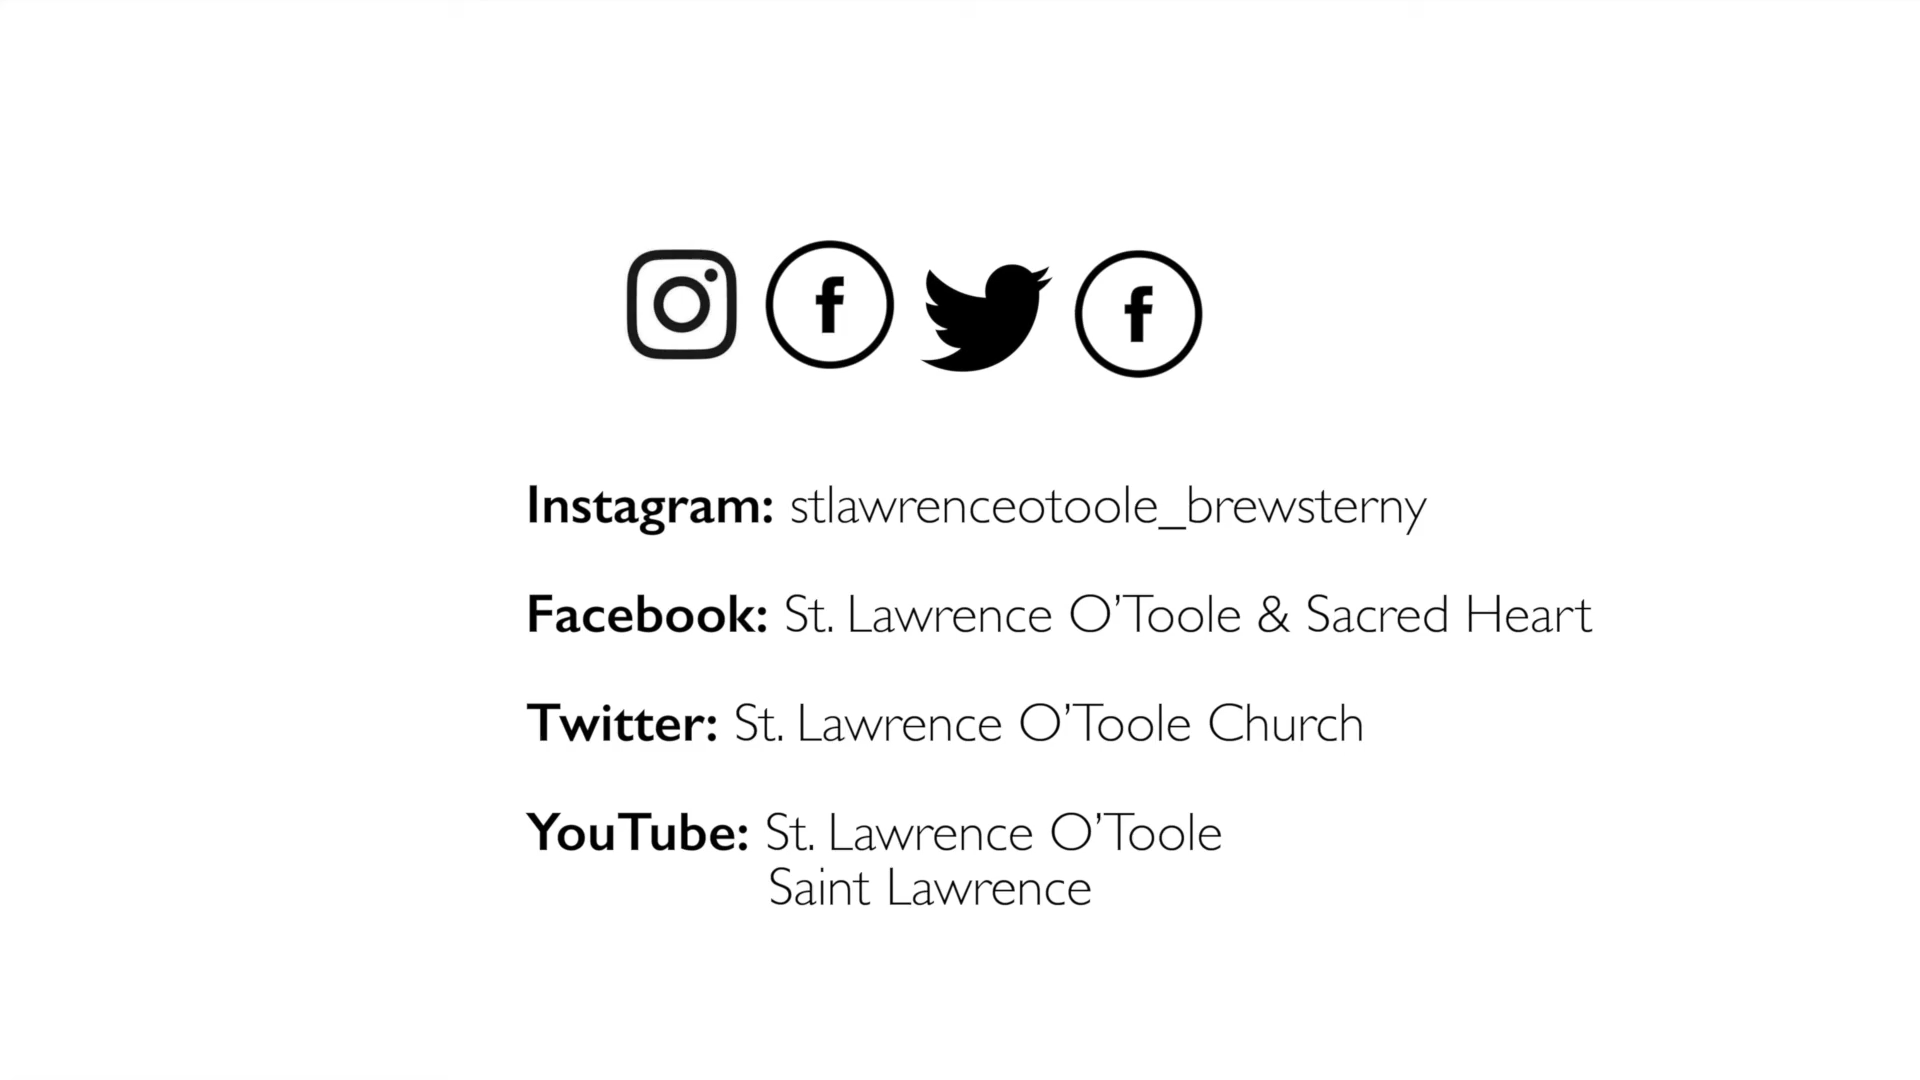 Instagram: stlawrenceotoole_brewsterny
Facebook: St. Lawrence O’Toole & Sacred Heart
Twitter: St. Lawrence O’Toole Church
YouTube: St. Lawrence O’Toole
Saint Lawrence